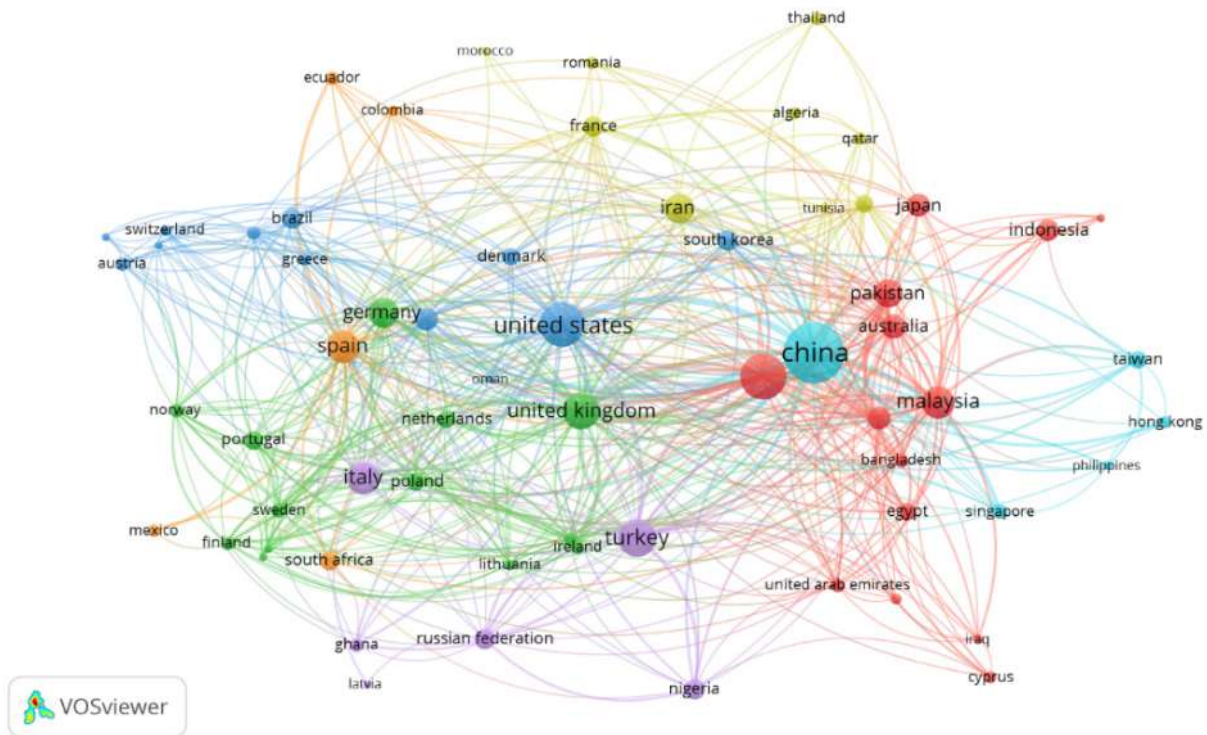 thailand
morocco
romania
ecuador
colombia
algeria
france
qatar
iran
tunisia
japan
brazil
switzerland
indonesia
south korea
denmark
greece
austria
pakistan
germany
united states
australia
spain
china
taiwan
oman
malaysia
norway
netherlands
united kingdom
hong kong
portugal
bangladesh
philippines
italy
poland
sweden
egypt
singapore
mexico
turkey
finland
ireland
south africa
lithuania
united arab emirates
ghana
russian federation
iraq
latvia
nigeria
cyprus
VOSviewer